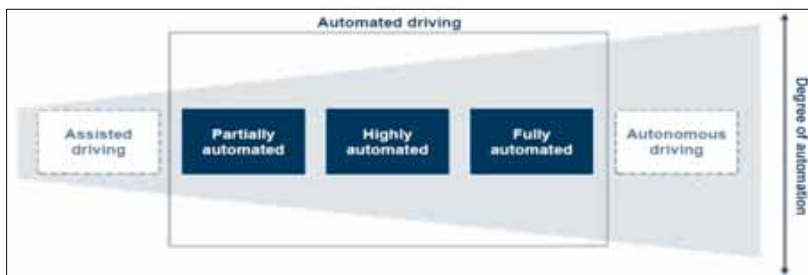 Automated driving
Assisted
driving
Partially
automated
Highly
automated
Fully
automated
Autonomous
driving
Degree of automation